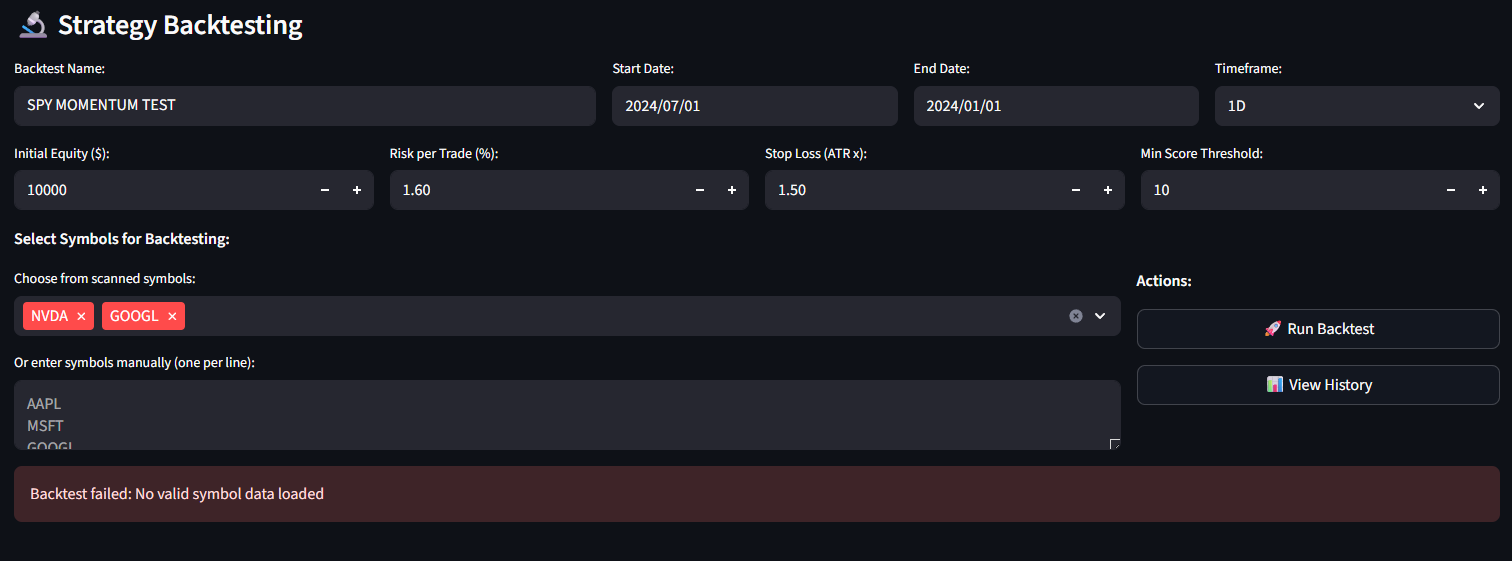 Strategy Backtesting
Backtest Name:
Start Date:
End Date:
Timeframe:
SPY MOMENTUM TEST
2024/07/01
2024/01/01
1D
Initial Equity ($):
Risk per Trade (%):
Stop Loss (ATR x):
Min Score Threshold:
10000
1.60
1.50
10
Select Symbols for Backtesting:
Choose from scanned symbols:
Actions:
NVDA
GOOGL
Run Backtest
Or enter symbols manually (one per line):
View History
AAPL
MSFT
GOOGL
Backtest failed: No valid symbol data loaded